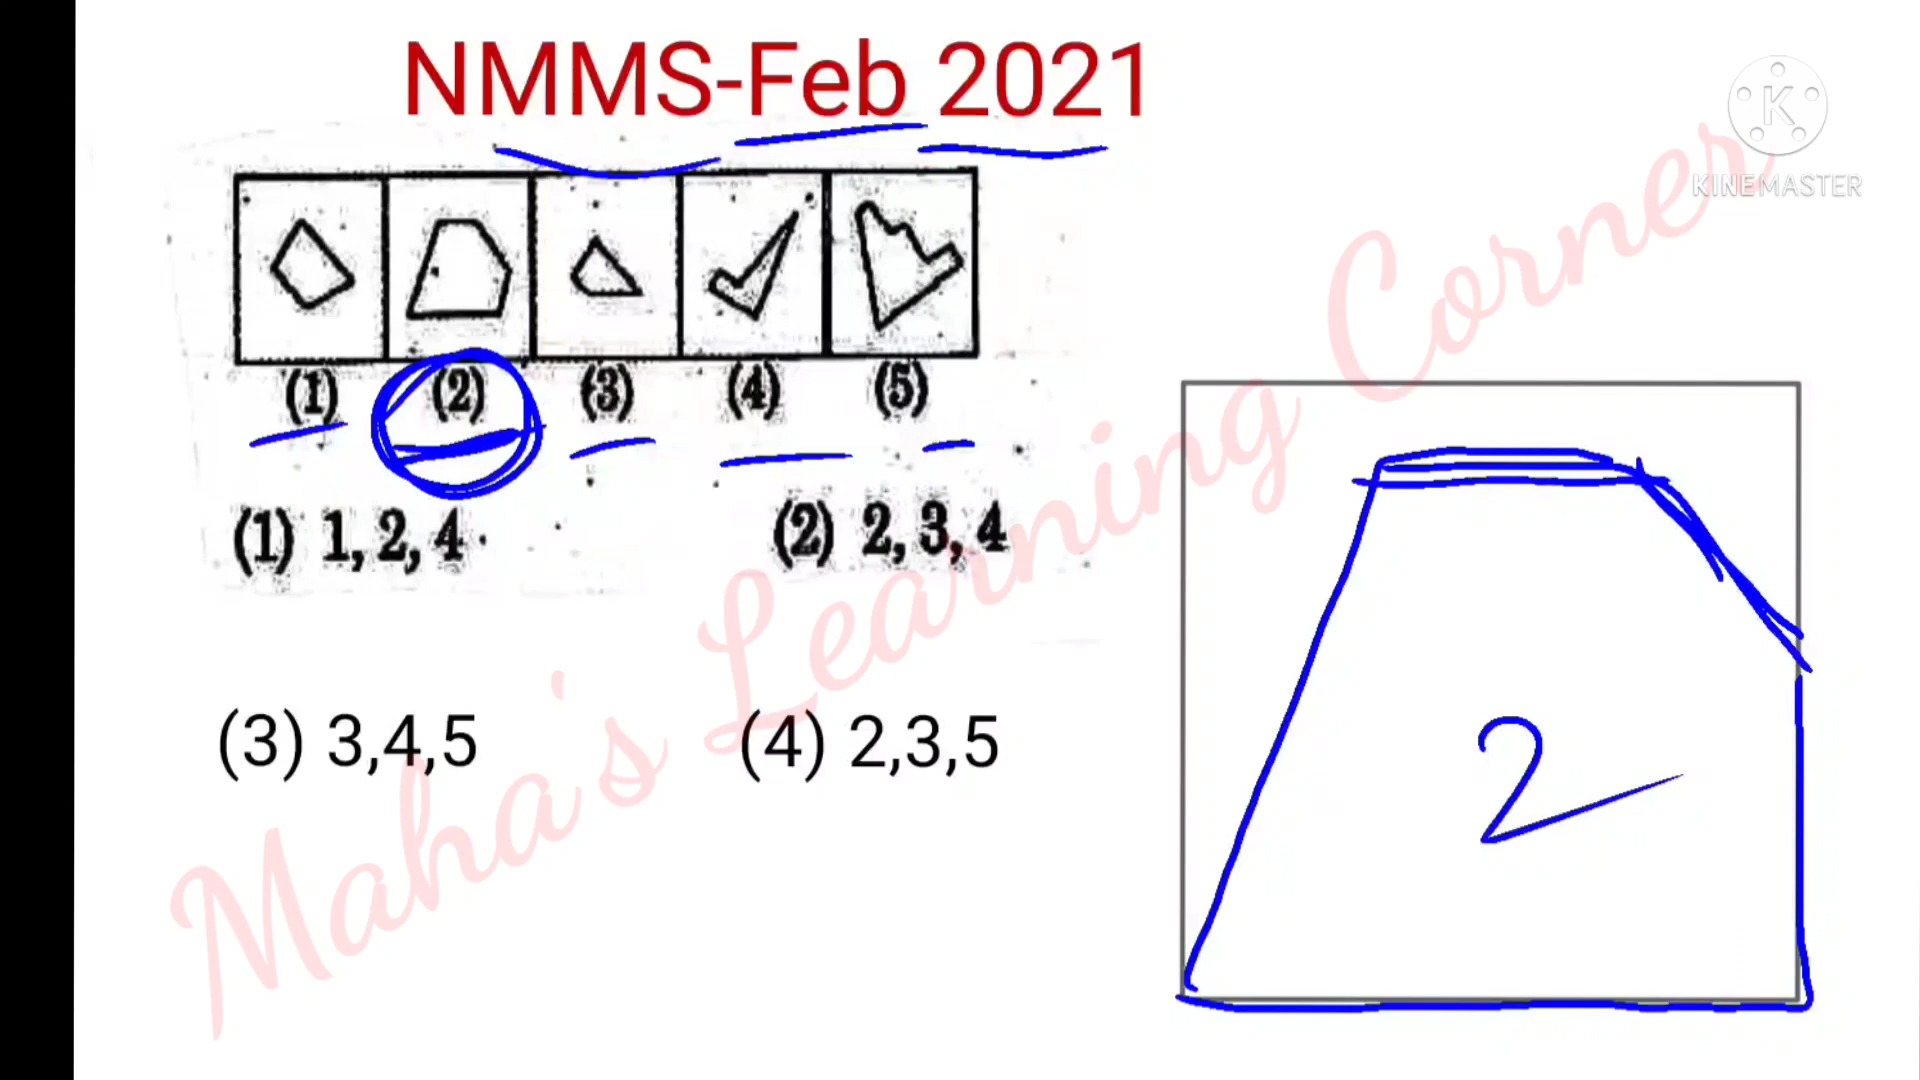 NMMS-Feb 2021
K
KINEMASTER
(1) (2) (3) (4) (5)
(1) 1, 2, 4 (2) 2, 3, 4
(3) 3,4,5 (4) 2,3,5
2
Maha's Learning Corner